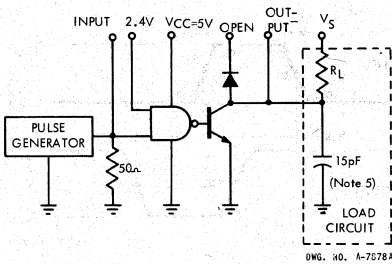 INPUT 2.4V VCC=5V OPEN OUT-
PUT VS
RL
PULSE
GENERATOR
50Ω
15pF
(Note 5)
LOAD
CIRCUIT
DWG. NO. A-7878